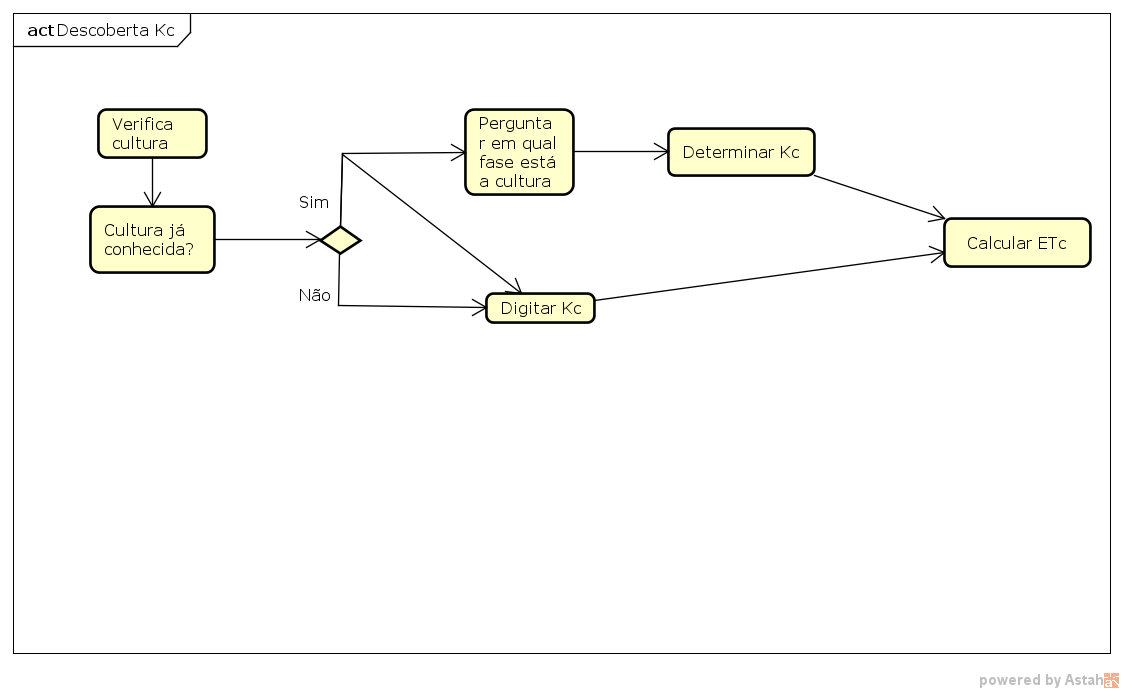 act Descoberta Kc
Verifica
cultura
Cultura já
conhecida?
Sim
Não
Pergunta
r em qual
fase está
a cultura
Determinar Kc
Digitar Kc
Calcular ETc
powered by Astah